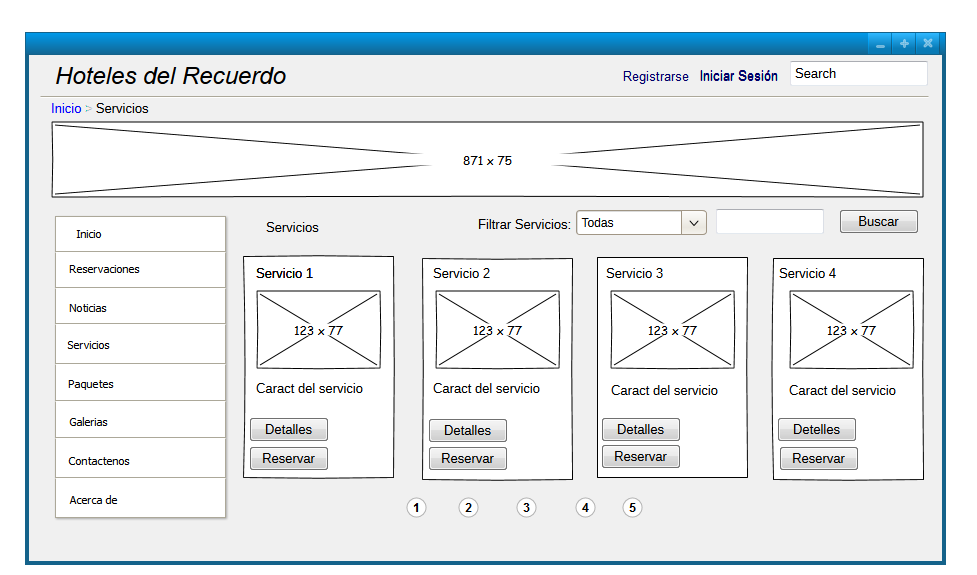 Hoteles del Recuerdo
Registrarse Iniciar Sesión Search
Inicio > Servicios
871 x 75
Inicio
Reservaciones
Noticias
Servicios
Paquetes
Galerias
Contactenos
Acerca de
Servicios Filtrar Servicios: Todas Buscar
Servicio 1 Servicio 2 Servicio 3 Servicio 4
123 x 77 123 x 77 123 x 77 123 x 77
Caract del servicio Caract del servicio Caract del servicio Caract del servicio
Detalles Detalles Detalles Detelles
Reservar Reservar Reservar Reservar
1 2 3 4 5